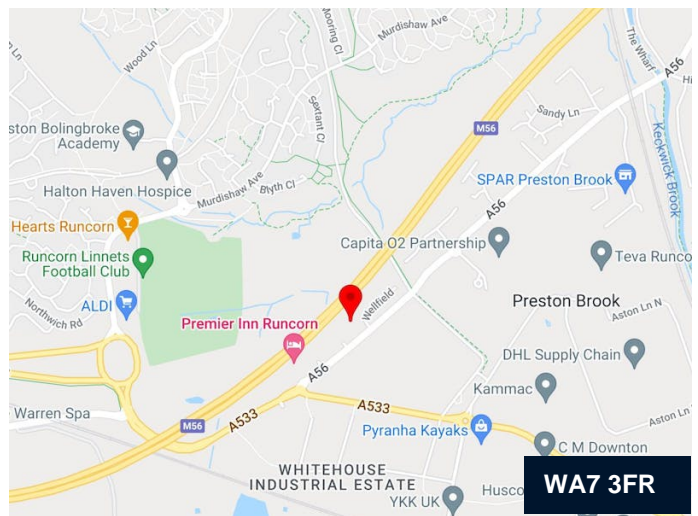 Murdishaw Ave
Mooring Cl
Wood Ln
Sextant Cl
The Wharf
A56
Sandy Ln
M56
Keckwick Brook
ston Bolingbroke
Academy
Halton Haven Hospice
Murdishaw Ave
Blyth Cl
SPAR Preston Brook
A56
Hearts Runcorn
Runcorn Linnets
Football Club
Capita O2 Partnership
Teva Runco
Northwich Rd
ALDI
Wellfield
Preston Brook
Aston Ln N
Premier Inn Runcorn
DHL Supply Chain
A56
Kammac
A533
Warren Spa
M56
A533
Pyranha Kayaks
Aston Ln
C M Downton
WHITEHOUSE
INDUSTRIAL ESTATE
YKK UK
Husco
WA7 3FR